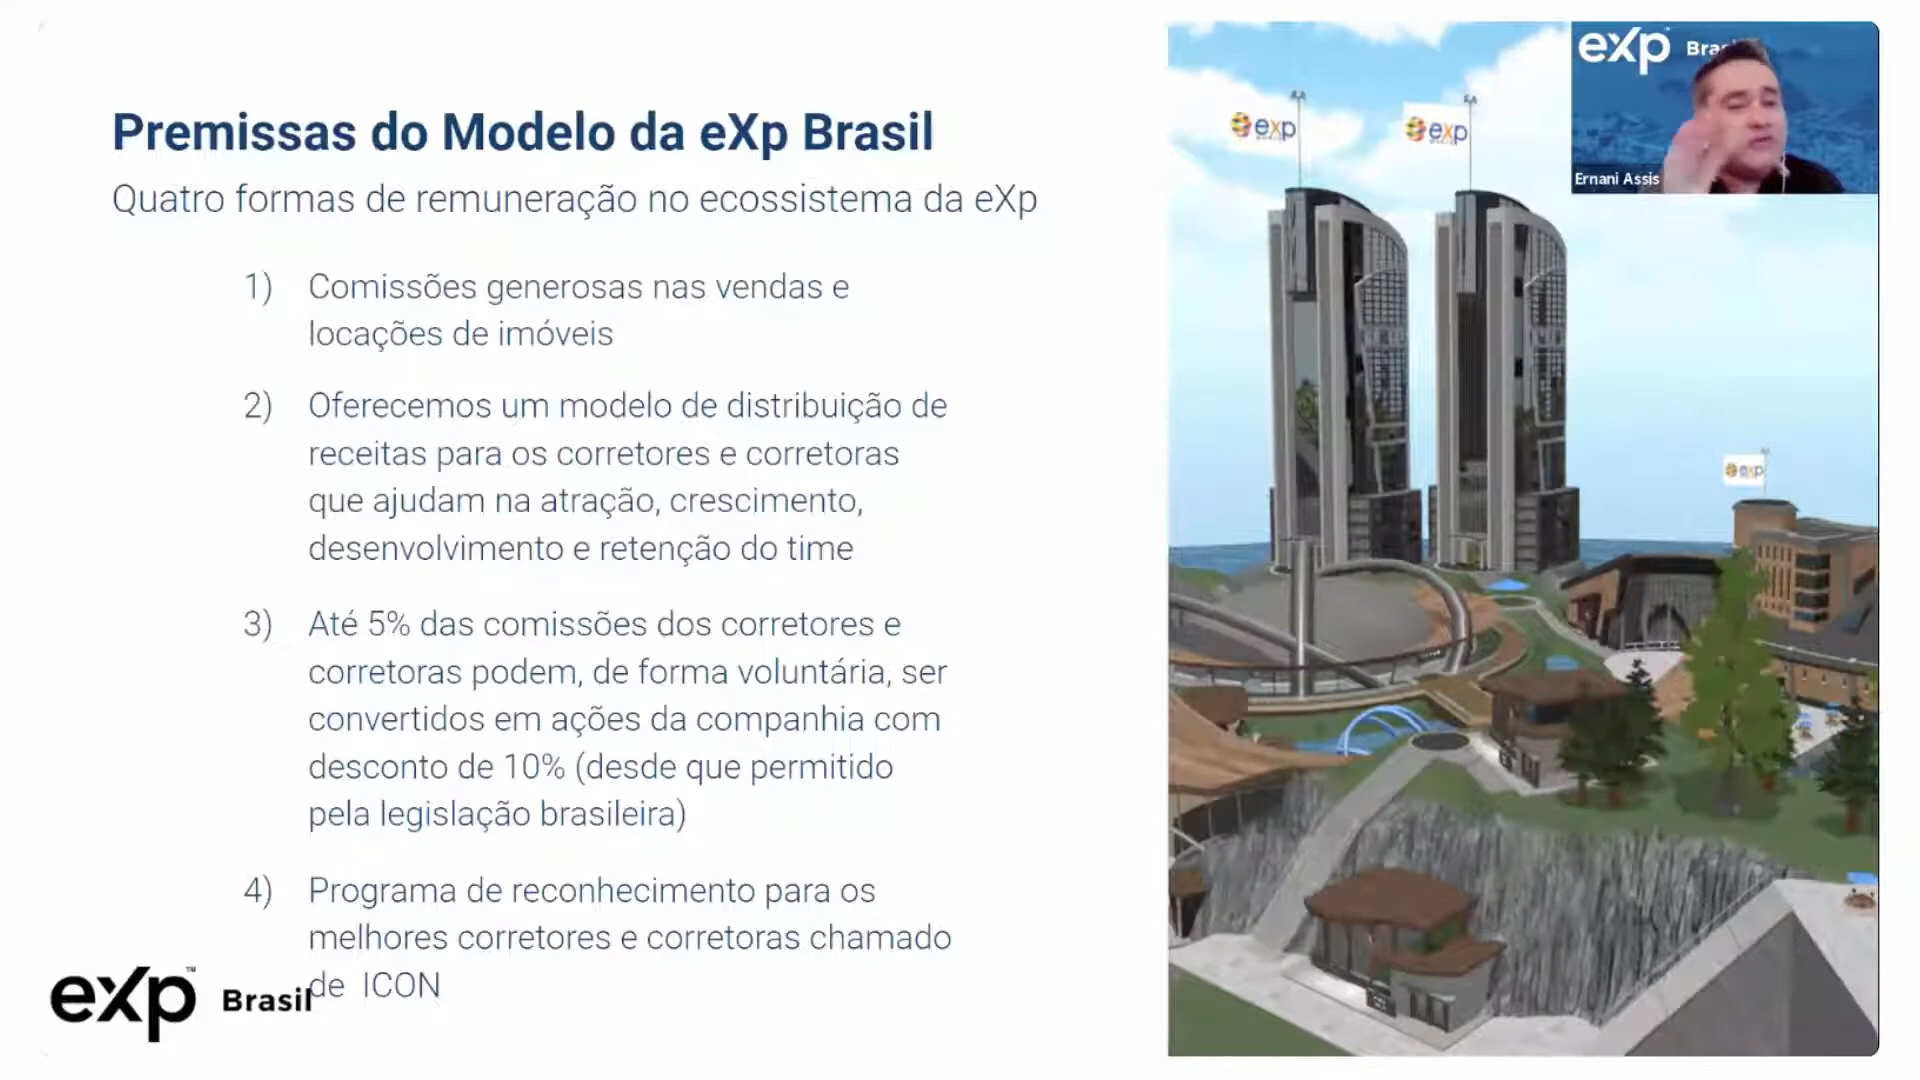 Premissas do Modelo da eXp Brasil
Quatro formas de remuneração no ecossistema da eXp
1) Comissões generosas nas vendas e
locações de imóveis
2) Oferecemos um modelo de distribuição de
receitas para os corretores e corretoras
que ajudam na atração, crescimento,
desenvolvimento e retenção do time
3) Até 5% das comissões dos corretores e
corretoras podem, de forma voluntária, ser
convertidos em ações da companhia com
desconto de 10% (desde que permitido
pela legislação brasileira)
4) Programa de reconhecimento para os
melhores corretores e corretoras chamado
de ICON
eXp™ Brasil
exp
exp
exp
eXp
Ernani Assis